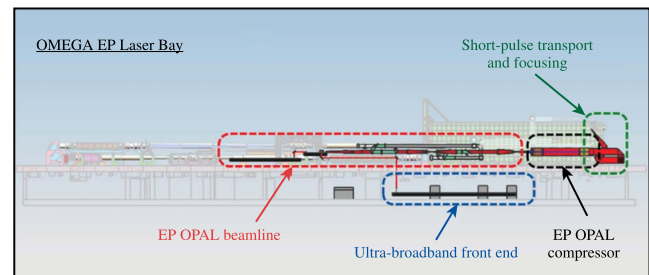 OMEGA EP Laser Bay
Short-pulse transport
and focusing
EP OPAL beamline
Ultra-broadband front end
EP OPAL
compressor